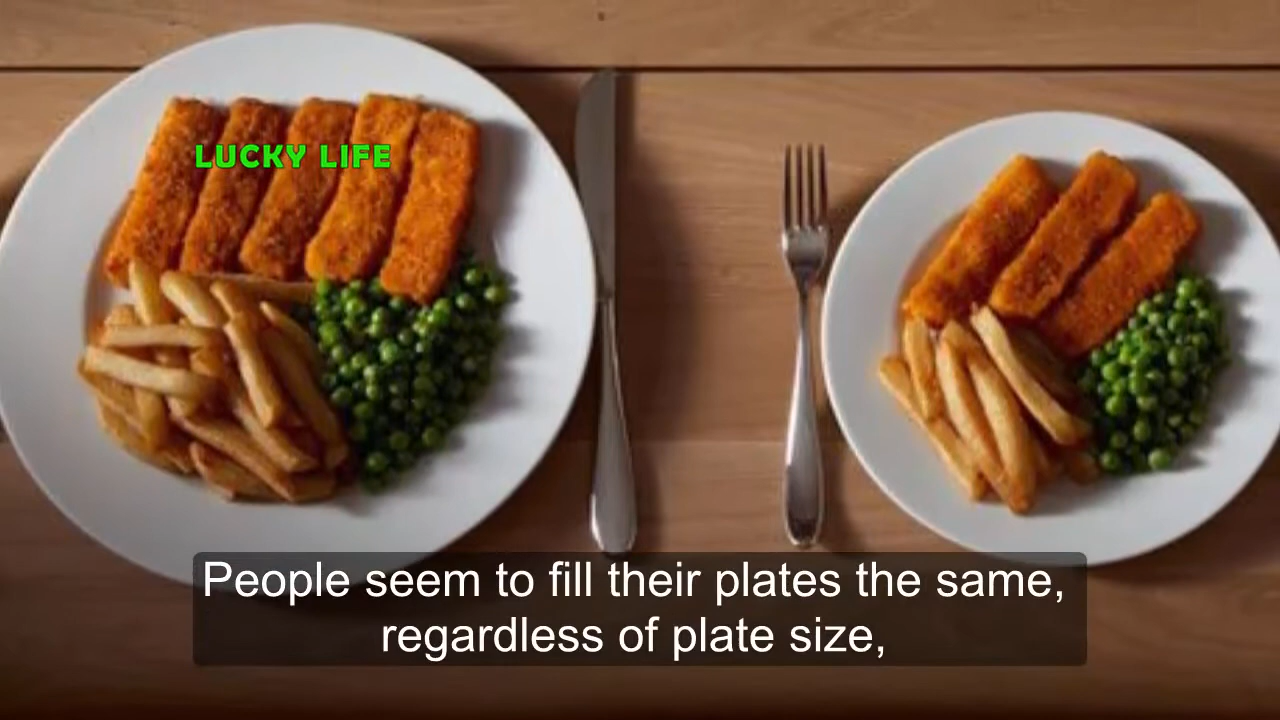 LUCKY LIFE
People seem to fill their plates the same,
regardless of plate size,